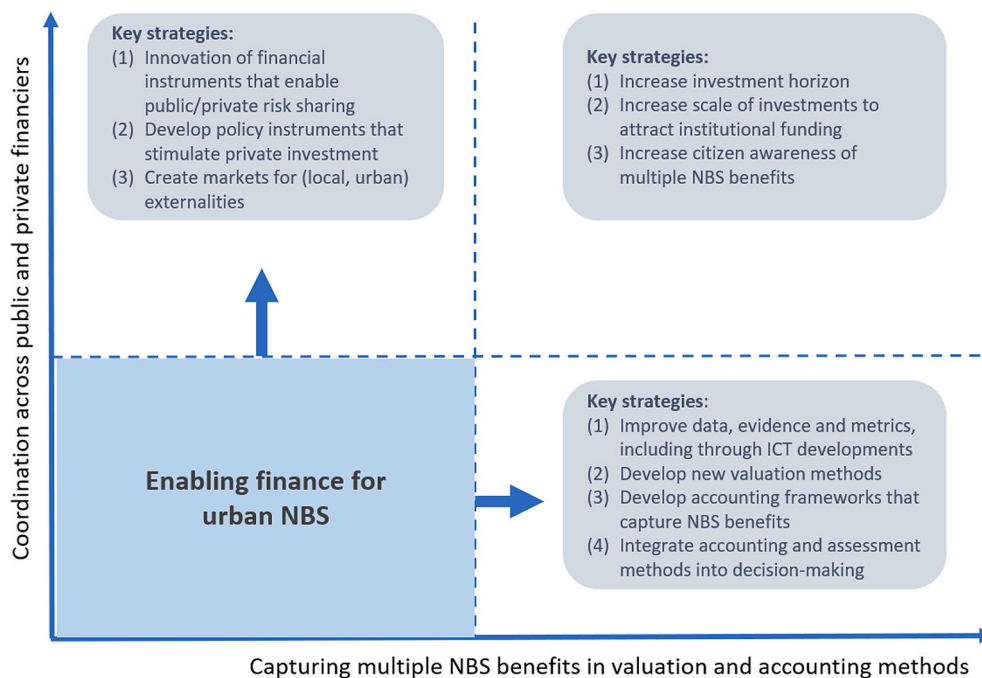 Coordination across public and private financiers
Key strategies:
(1) Innovation of financial
instruments that enable
public/private risk sharing
(2) Develop policy instruments that
stimulate private investment
(3) Create markets for (local, urban)
externalities
Key strategies:
(1) Increase investment horizon
(2) Increase scale of investments to
attract institutional funding
(3) Increase citizen awareness of
multiple NBS benefits
Enabling finance for
urban NBS
Key strategies:
(1) Improve data, evidence and metrics,
including through ICT developments
(2) Develop new valuation methods
(3) Develop accounting frameworks that
capture NBS benefits
(4) Integrate accounting and assessment
methods into decision-making
Capturing multiple NBS benefits in valuation and accounting methods